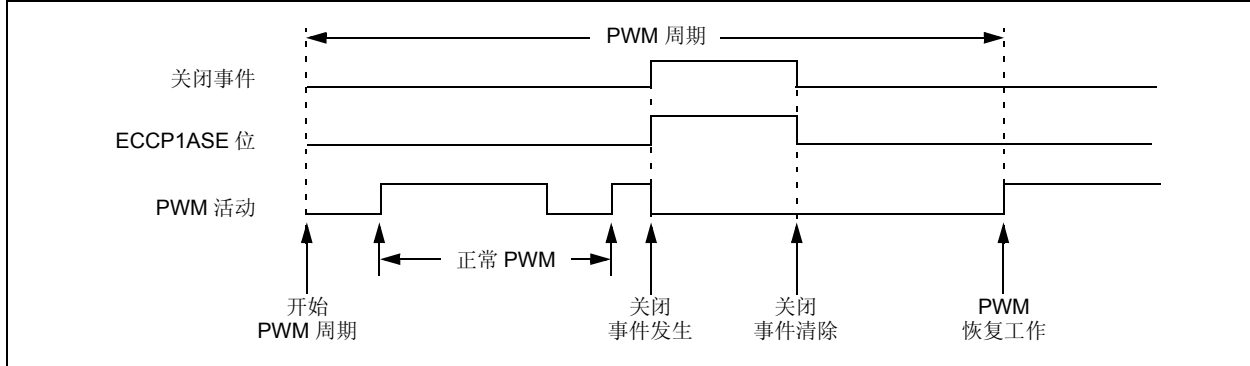 PWM 周期
关闭事件
ECCP1ASE 位
PWM 活动
正常 PWM
开始
PWM 周期
关闭
事件发生
关闭
事件清除
PWM
恢复工作